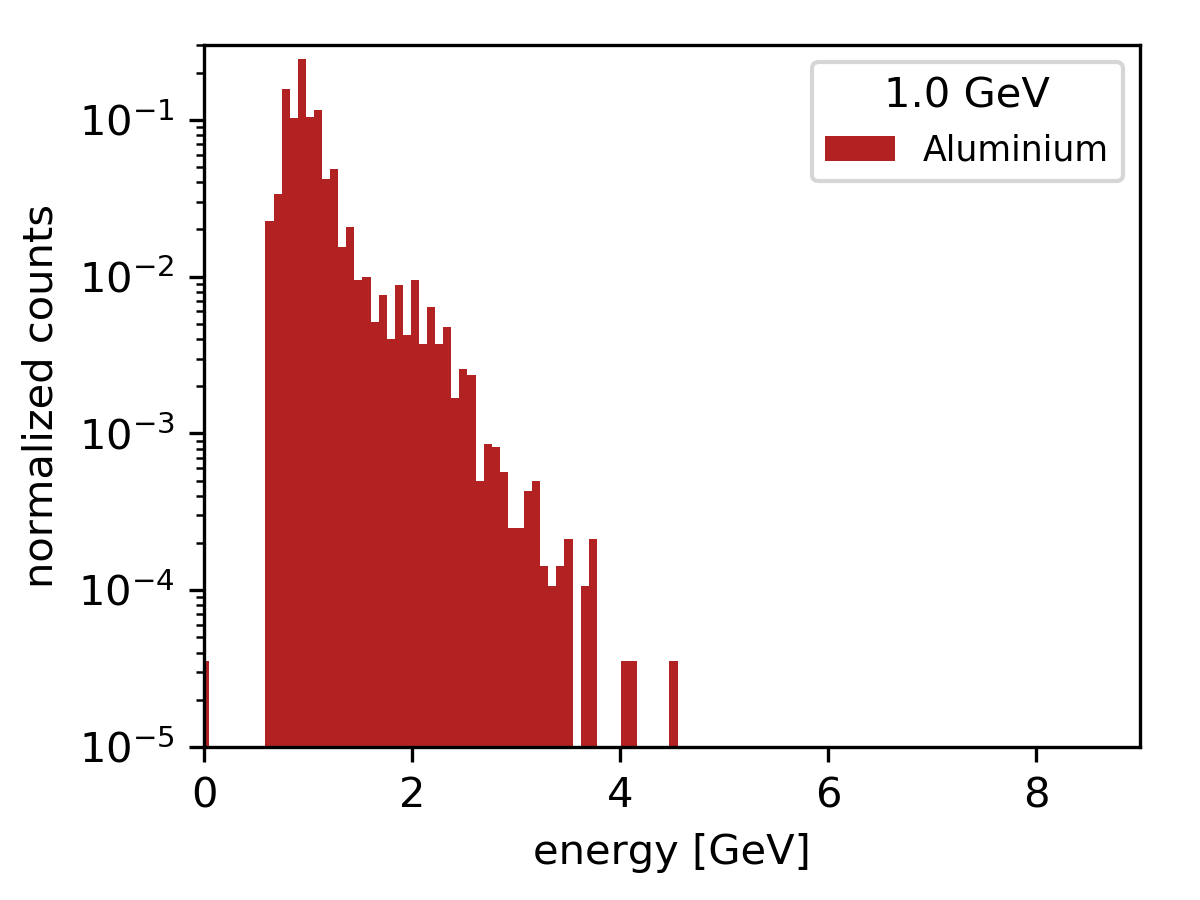 1.0 GeV
Aluminium
10⁻¹
10⁻²
10⁻³
10⁻⁴
10⁻⁵
normalized counts
0 2 4 6 8
energy [GeV]